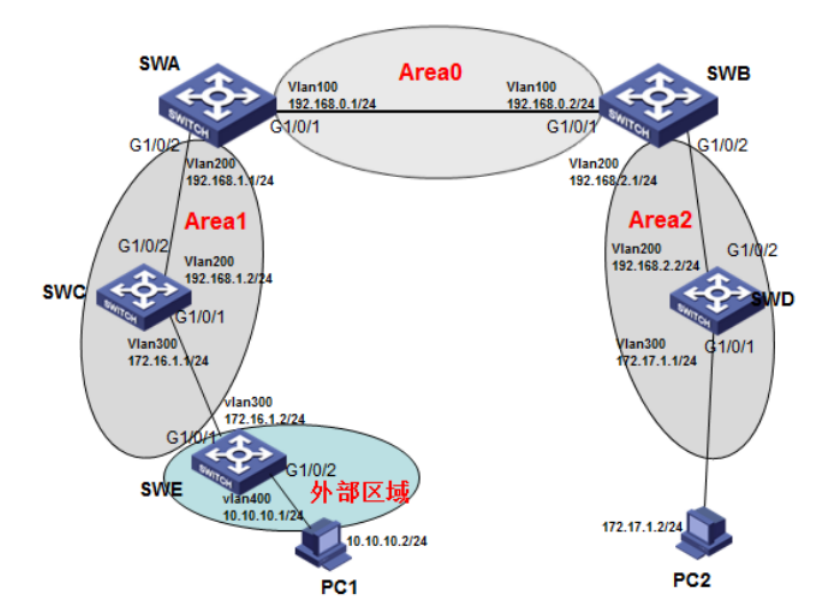 SWA
Area0
SWB
Vlan100
192.168.0.1/24
Vlan100
192.168.0.2/24
SWITCH
G1/0/1
G1/0/1
SWITCH
G1/0/2
G1/0/2
Vlan200
192.168.1.1/24
Vlan200
192.168.2.1/24
Area1
Area2
G1/0/2
Vlan200
192.168.1.2/24
Vlan200
192.168.2.2/24
G1/0/2
SWC
SWITCH
G1/0/1
SWITCH
SWD
Vlan300
172.16.1.1/24
Vlan300
172.17.1.1/24
G1/0/1
vlan300
172.16.1.2/24
G1/0/1
SWITCH
G1/0/2
SWE
vlan400
10.10.10.1/24
外部区域
10.10.10.2/24
PC1
172.17.1.2/24
PC2